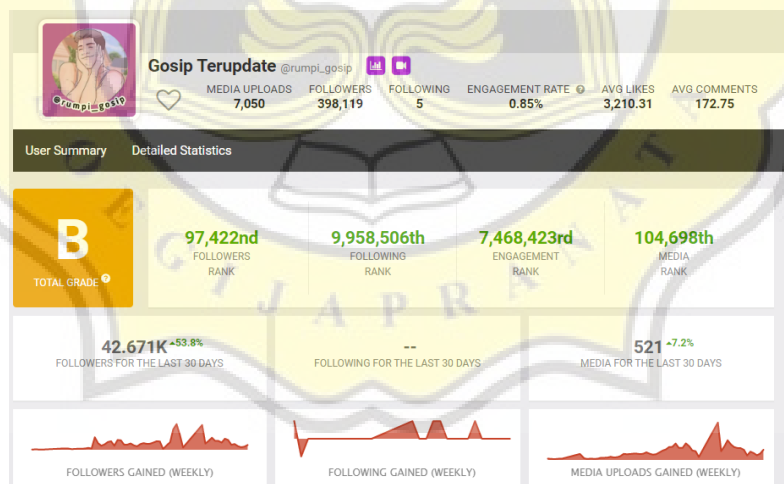 Gosip Terupdate @rumpi_gosip
MEDIA UPLOADS FOLLOWERS FOLLOWING ENGAGEMENT RATE ? AVG LIKES AVG COMMENTS
7,050 398,119 5 0.85% 3,210.31 172.75
@rumpi_gosip
User Summary Detailed Statistics
B
TOTAL GRADE ?
97,422nd 9,958,506th 7,468,423rd 104,698th
FOLLOWERS FOLLOWING ENGAGEMENT MEDIA
RANK RANK RANK RANK
42.671K 53.8% -- 521 7.2%
FOLLOWERS FOR THE LAST 30 DAYS FOLLOWING FOR THE LAST 30 DAYS MEDIA FOR THE LAST 30 DAYS
FOLLOWERS GAINED (WEEKLY) FOLLOWING GAINED (WEEKLY) MEDIA UPLOADS GAINED (WEEKLY)
OEGIJAPRANATA